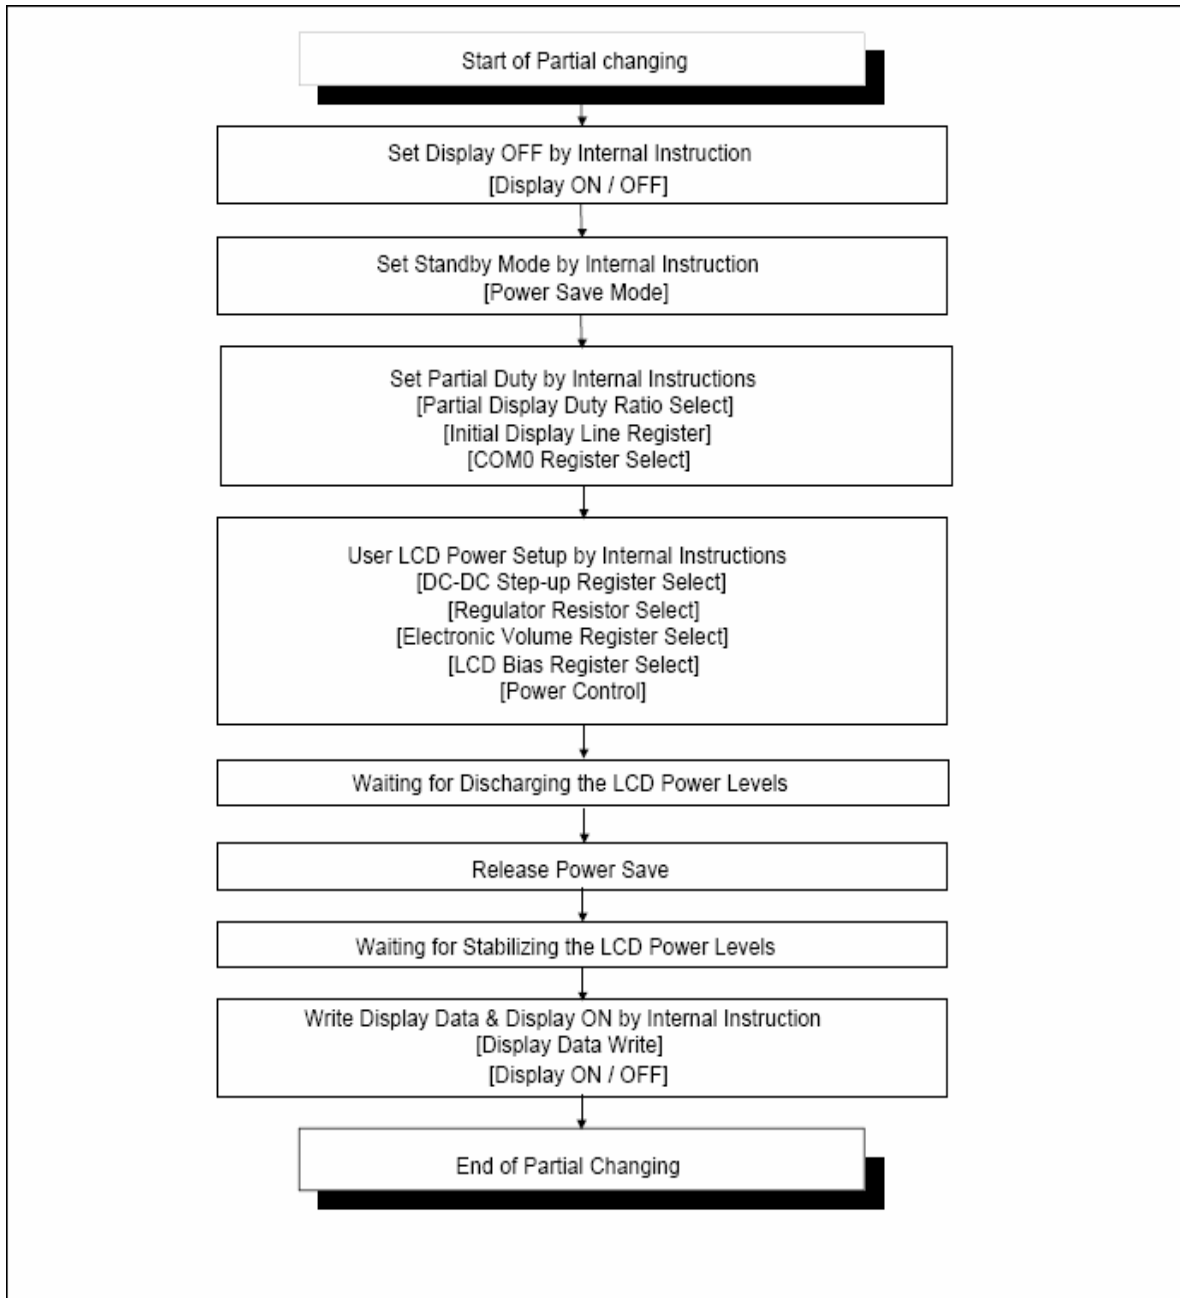 Start of Partial changing
Set Display OFF by Internal Instruction
[Display ON / OFF]
Set Standby Mode by Internal Instruction
[Power Save Mode]
Set Partial Duty by Internal Instructions
[Partial Display Duty Ratio Select]
[Initial Display Line Register]
[COM0 Register Select]
User LCD Power Setup by Internal Instructions
[DC-DC Step-up Register Select]
[Regulator Resistor Select]
[Electronic Volume Register Select]
[LCD Bias Register Select]
[Power Control]
Waiting for Discharging the LCD Power Levels
Release Power Save
Waiting for Stabilizing the LCD Power Levels
Write Display Data & Display ON by Internal Instruction
[Display Data Write]
[Display ON / OFF]
End of Partial Changing